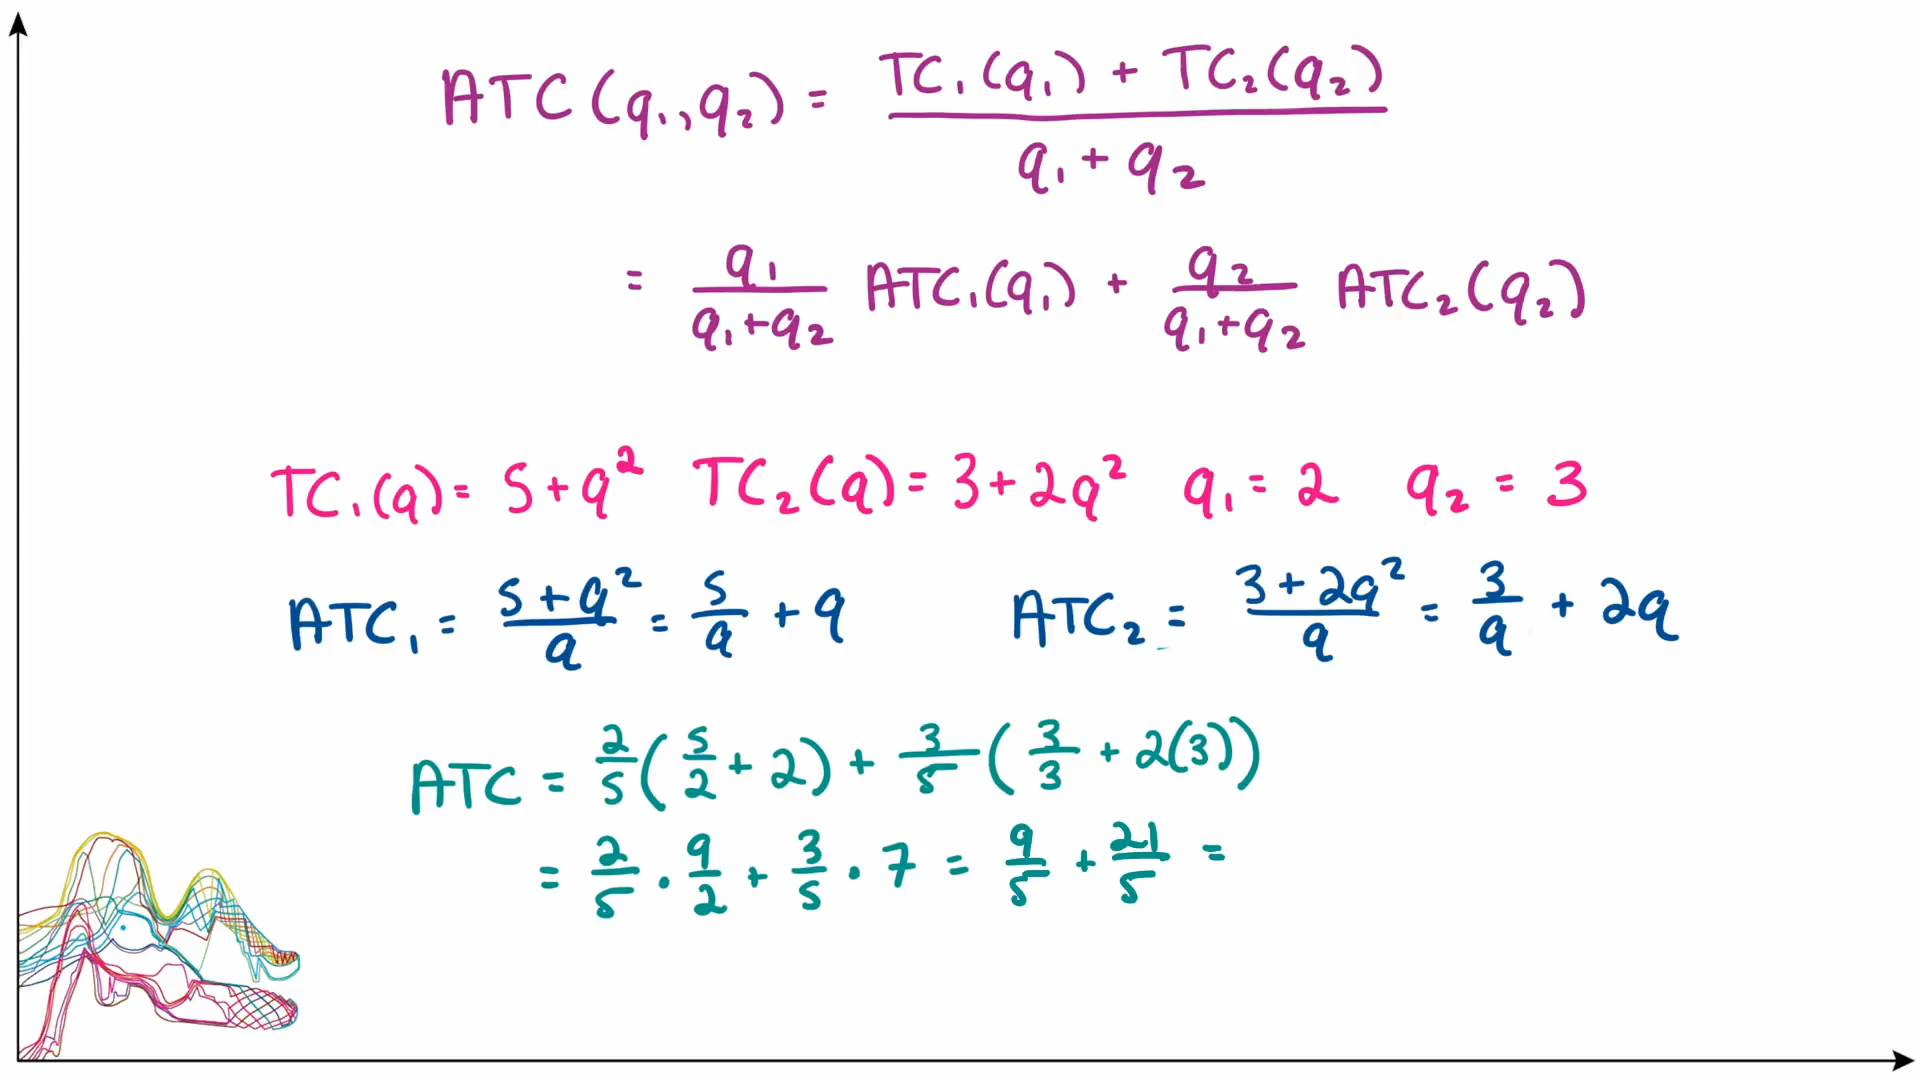 ATC(q₁,q₂) = (TC₁(q₁) + TC₂(q₂))/(q₁ + q₂)
= q₁/(q₁+q₂) ATC₁(q₁) + q₂/(q₁+q₂) ATC₂(q₂)
TC₁(q) = 5+q² TC₂(q) = 3+2q² q₁ = 2 q₂ = 3
ATC₁ = (5+q²)/q = 5/q + q ATC₂ = (3+2q²)/q = 3/q + 2q
ATC = 2/5(5/2 + 2) + 3/5(3/3 + 2(3))
= 2/5 · 9/2 + 3/5 · 7 = 9/5 + 21/5 =